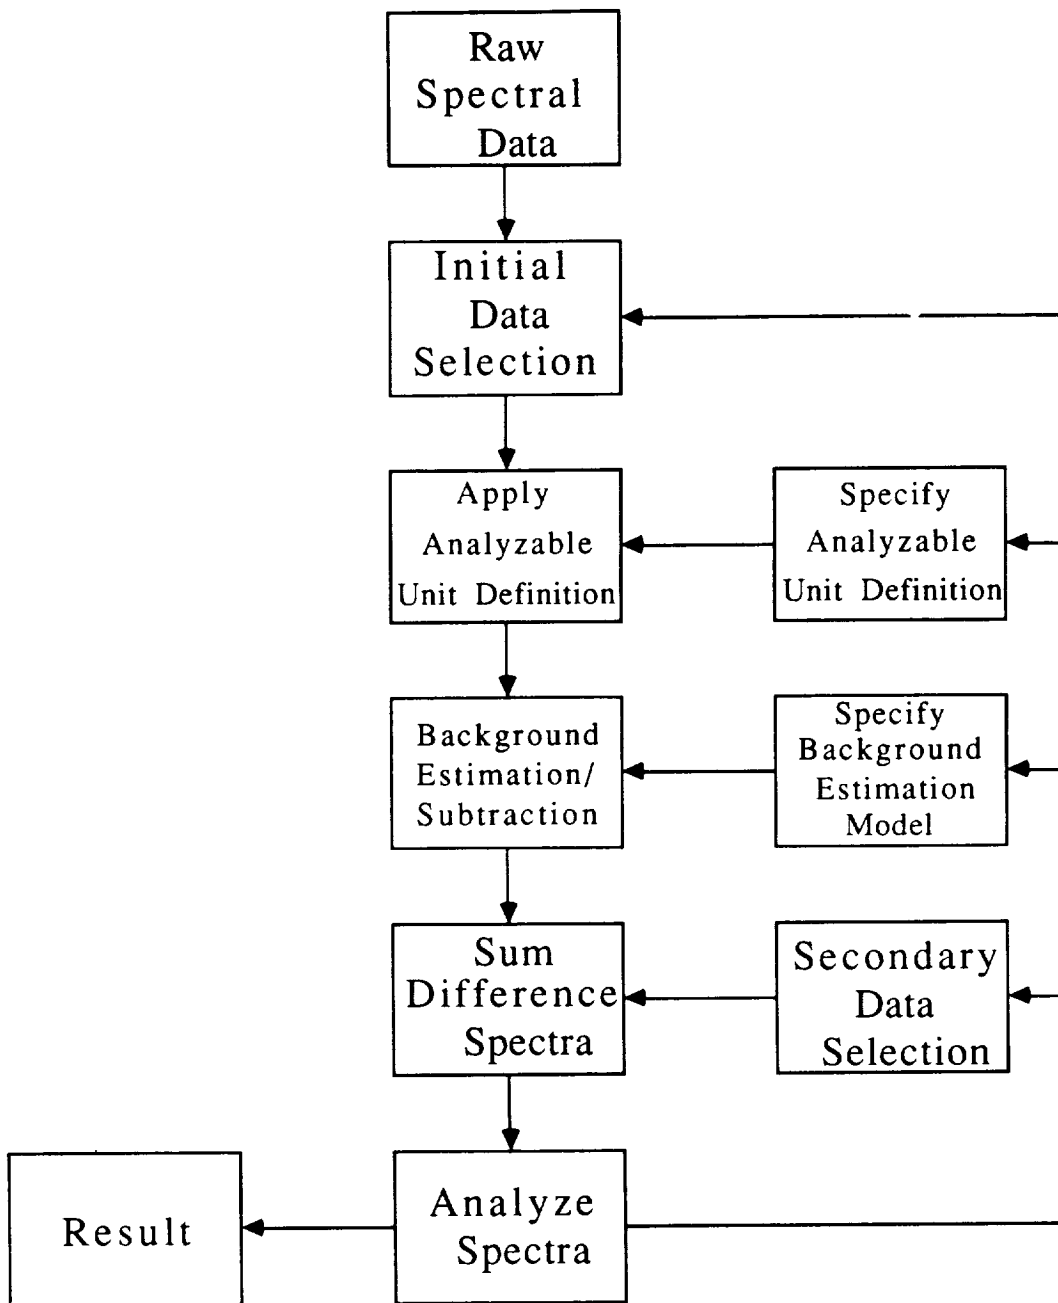 Raw
Spectral
Data
Initial
Data
Selection
Apply
Analyzable
Unit Definition
Specify
Analyzable
Unit Definition
Background
Estimation/
Subtraction
Specify
Background
Estimation
Model
Sum
Difference
Spectra
Secondary
Data
Selection
Result
Analyze
Spectra